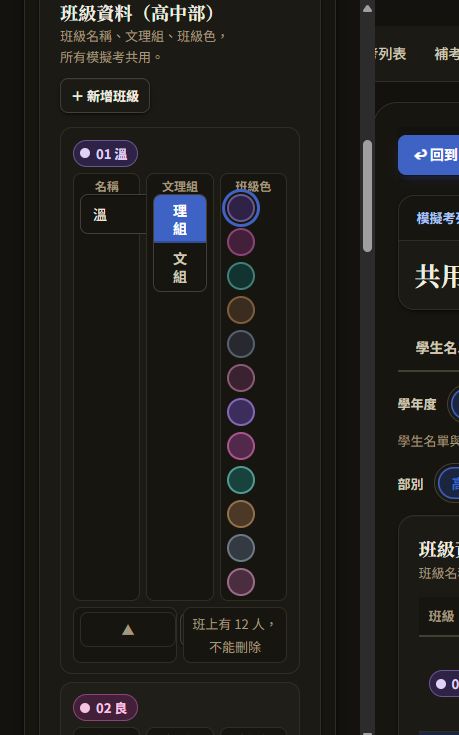 班級資料（高中部）
班級名稱、文理組、班級色，
所有模擬考共用。
＋ 新增班級
01 溫
名稱
文理組
班級色
溫
理
組
文
組
▲
班上有 12 人，
不能刪除
02 良
列表
補考
回到
模擬考
共用
學生名
學年度
學生名單與
部別
班級資
班級名
班級